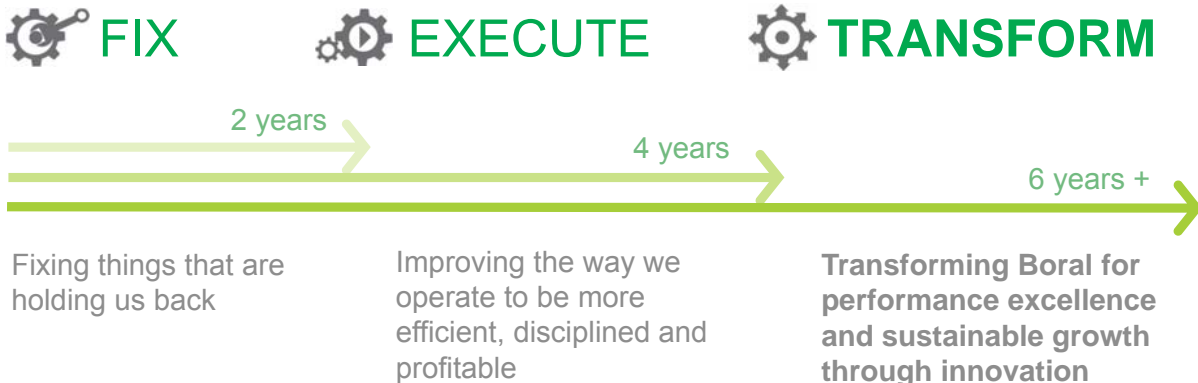 FIX
EXECUTE
TRANSFORM
2 years
4 years
6 years +
Fixing things that are
holding us back
Improving the way we
operate to be more
efficient, disciplined and
profitable
Transforming Boral for
performance excellence
and sustainable growth
through innovation